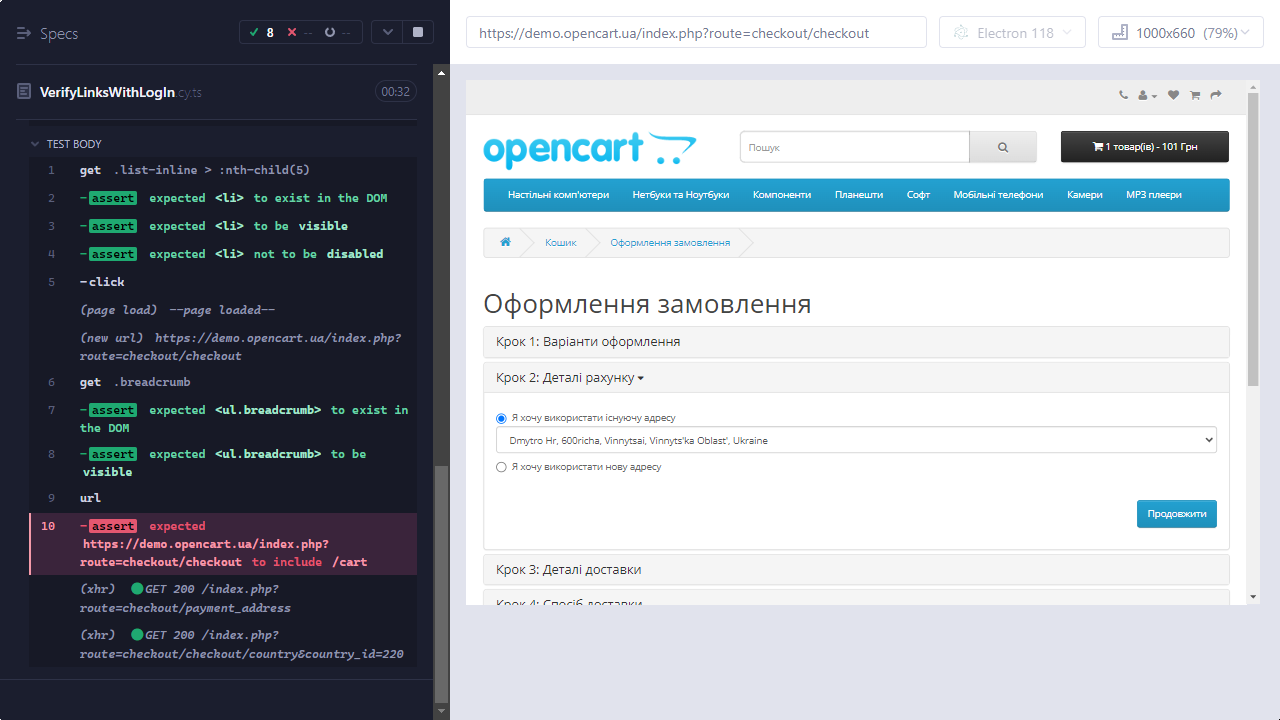 Specs
8
--
--
VerifyLinksWithLogIn.cy.ts
00:32
TEST BODY
1 get .list-inline > :nth-child(5)
2 -assert expected <li> to exist in the DOM
3 -assert expected <li> to be visible
4 -assert expected <li> not to be disabled
5 -click
(page load) --page loaded--
(new url) https://demo.opencart.ua/index.php?
route=checkout/checkout
6 get .breadcrumb
7 -assert expected <ul.breadcrumb> to exist in
the DOM
8 -assert expected <ul.breadcrumb> to be
visible
9 url
10 -assert expected
https://demo.opencart.ua/index.php?
route=checkout/checkout to include /cart
(xhr) GET 200 /index.php?
route=checkout/payment_address
(xhr) GET 200 /index.php?
route=checkout/checkout/country&country_id=220
https://demo.opencart.ua/index.php?route=checkout/checkout
Electron 118
1000x660 (79%)
opencart
Пошук
1 товар(ів) - 101 Грн
Настільні комп'ютери
Нетбуки та Ноутбуки
Компоненти
Планешти
Софт
Мобільні телефони
Камери
MP3 плеєри
Кошик
Оформлення замовлення
Оформлення замовлення
Крок 1: Варіанти оформлення
Крок 2: Деталі рахунку
Я хочу використати існуючу адресу
Dmytro Hr, 600richa, Vinnytsai, Vinnyts'ka Oblast', Ukraine
Я хочу використати нову адресу
Продовжити
Крок 3: Деталі доставки
Крок 4: Спосіб доставки